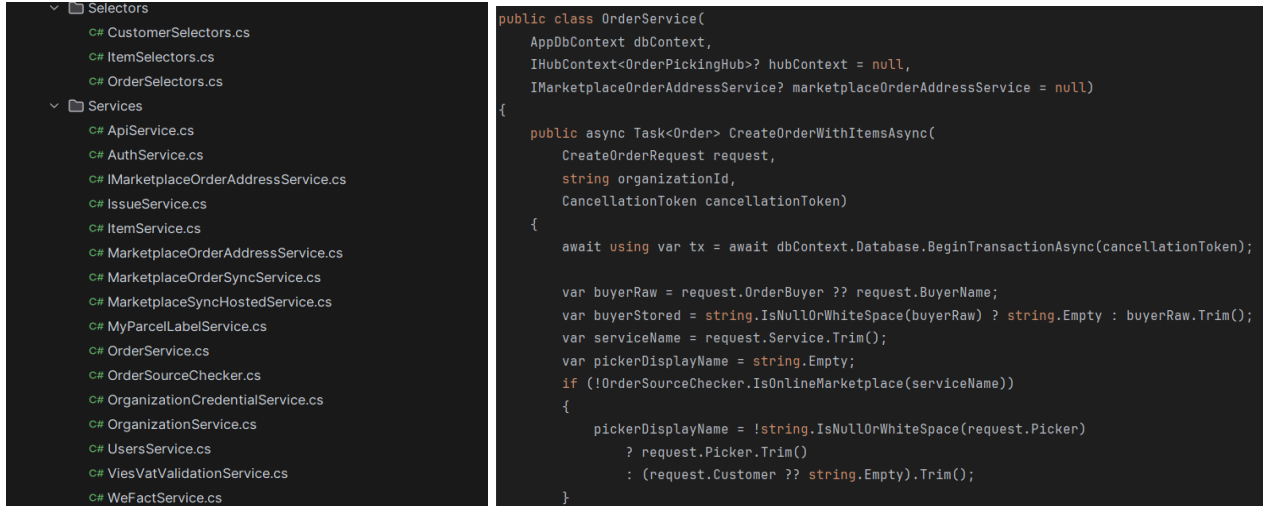 Selectors
C# CustomerSelectors.cs
C# ItemSelectors.cs
C# OrderSelectors.cs
Services
C# ApiService.cs
C# AuthService.cs
C# IMarketplaceOrderAddressService.cs
C# IssueService.cs
C# ItemService.cs
C# MarketplaceOrderAddressService.cs
C# MarketplaceOrderSyncService.cs
C# MarketplaceSyncHostedService.cs
C# MyParcelLabelService.cs
C# OrderService.cs
C# OrderSourceChecker.cs
C# OrganizationCredentialService.cs
C# OrganizationService.cs
C# UsersService.cs
C# ViesVatValidationService.cs
C# WeFactService.cs
public class OrderService(
    AppDbContext dbContext,
    IHubContext<OrderPickingHub>? hubContext = null,
    IMarketplaceOrderAddressService? marketplaceOrderAddressService = null)
{
    public async Task<Order> CreateOrderWithItemsAsync(
        CreateOrderRequest request,
        string organizationId,
        CancellationToken cancellationToken)
    {
        await using var tx = await dbContext.Database.BeginTransactionAsync(cancellationToken);

        var buyerRaw = request.OrderBuyer ?? request.BuyerName;
        var buyerStored = string.IsNullOrWhiteSpace(buyerRaw) ? string.Empty : buyerRaw.Trim();
        var serviceName = request.Service.Trim();
        var pickerDisplayName = string.Empty;
        if (!OrderSourceChecker.IsOnlineMarketplace(serviceName))
        {
            pickerDisplayName = !string.IsNullOrWhiteSpace(request.Picker)
                ? request.Picker.Trim()
                : (request.Customer ?? string.Empty).Trim();
        }